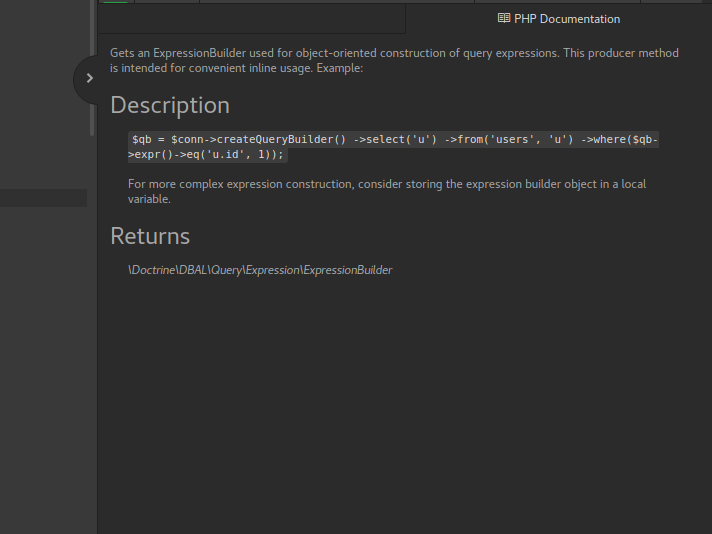 PHP Documentation
Gets an ExpressionBuilder used for object-oriented construction of query expressions. This producer method
is intended for convenient inline usage. Example:
Description
$qb = $conn->createQueryBuilder() ->select('u') ->from('users', 'u') ->where($qb-
>expr()->eq('u.id', 1));
For more complex expression construction, consider storing the expression builder object in a local
variable.
Returns
\Doctrine\DBAL\Query\Expression\ExpressionBuilder